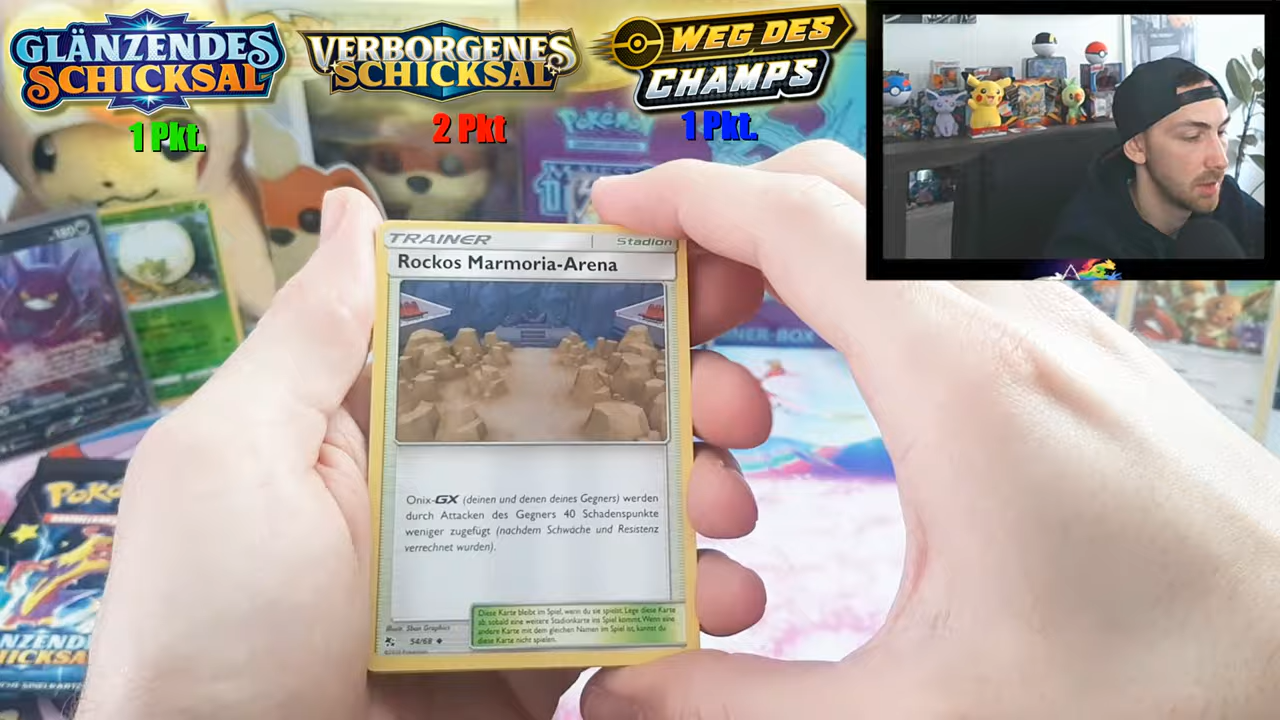 GLÄNZENDES
SCHICKSAL
1 Pkt.
VERBORGENES
SCHICKSAL
2 Pkt
WEG DES
CHAMPS
1 Pkt.
Pokémon
180
TRAINER
Stadion
Rockos Marmoria-Arena
Onix-GX (deinen und denen deines Gegners) werden
durch Attacken des Gegners 40 Schadenspunkte
weniger zugefügt (nachdem Schwäche und Resistenz
verrechnet wurden).
Diese Karte bleibt im Spiel, wenn du sie spielst. Lege diese Karte
ab, sobald eine weitere Stadionkarte ins Spiel kommt. Wenn eine
andere Karte mit dem gleichen Namen im Spiel ist, kannst du
diese Karte nicht spielen.
54/68